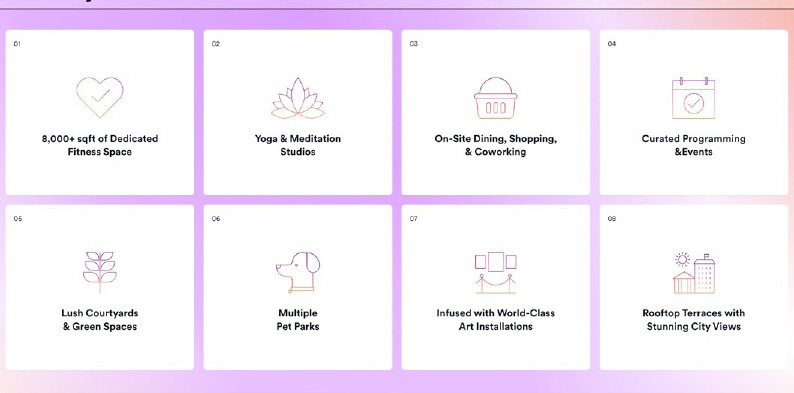 01
02
03
04
8,000+ sqft of Dedicated
Fitness Space
Yoga & Meditation
Studios
On-Site Dining, Shopping,
& Coworking
Curated Programming
&Events
05
06
07
08
Lush Courtyards
& Green Spaces
Multiple
Pet Parks
Infused with World-Class
Art Installations
Rooftop Terraces with
Stunning City Views